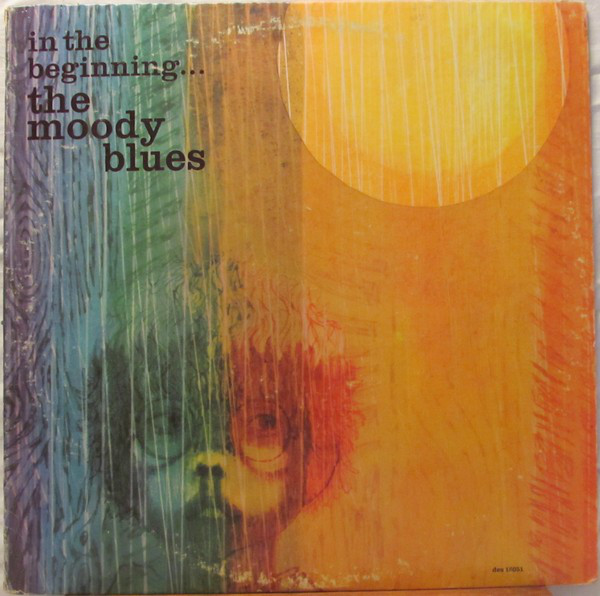 in the
beginning...
the
moody
blues